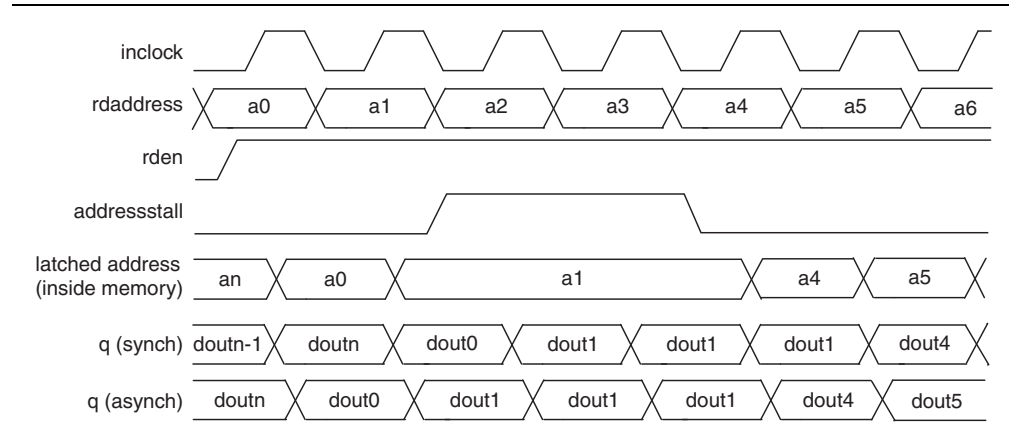 inclock
rdaddress a0 a1 a2 a3 a4 a5 a6
rden
addressstall
latched address
(inside memory) an a0 a1 a4 a5
q (synch) doutn-1 doutn dout0 dout1 dout1 dout1 dout4
q (asynch) doutn dout0 dout1 dout1 dout1 dout4 dout5